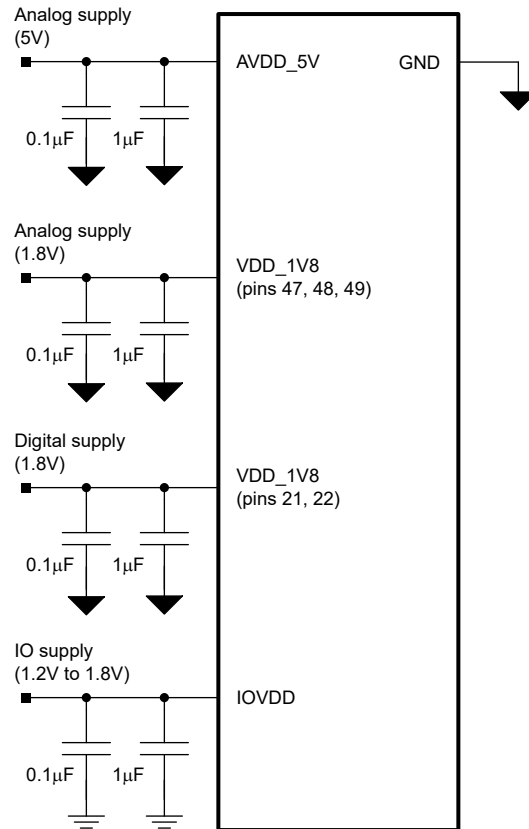 Analog supply
(5V)
AVDD_5V
GND
0.1μF
1μF
Analog supply
(1.8V)
VDD_1V8
(pins 47, 48, 49)
0.1μF
1μF
Digital supply
(1.8V)
VDD_1V8
(pins 21, 22)
0.1μF
1μF
IO supply
(1.2V to 1.8V)
IOVDD
0.1μF
1μF